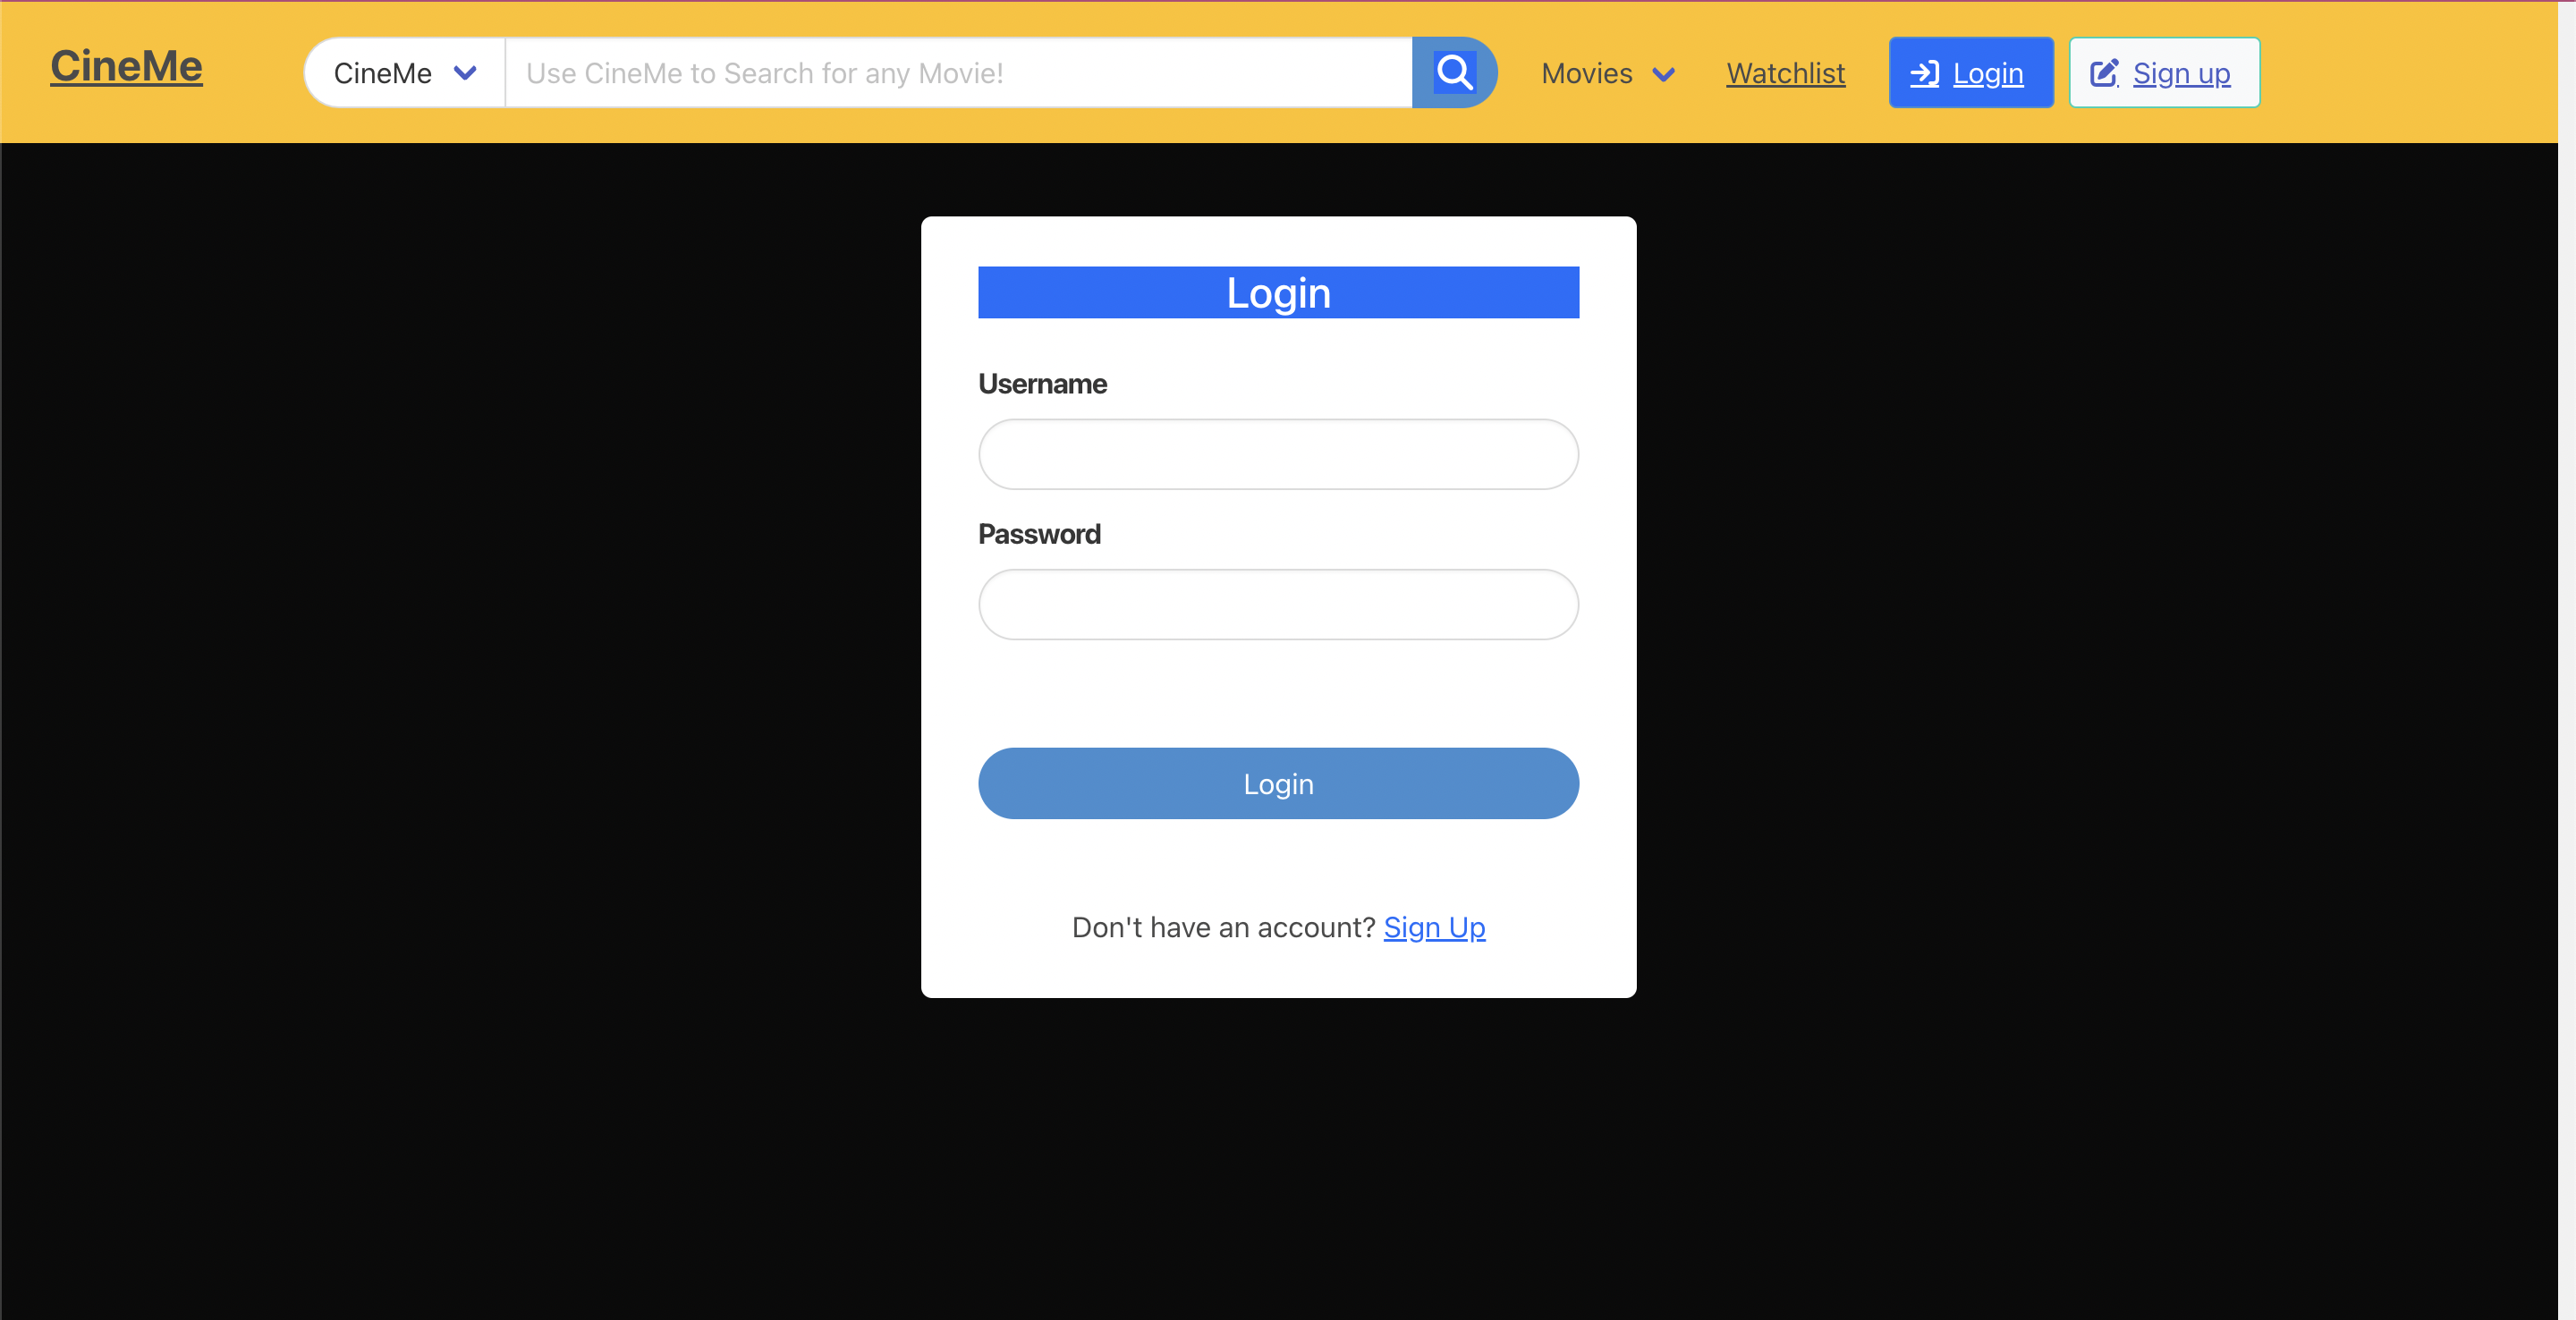 CineMe
CineMe
Use CineMe to Search for any Movie!
Movies
Watchlist
Login
Sign up
Login
Username
Password
Login
Don't have an account? Sign Up